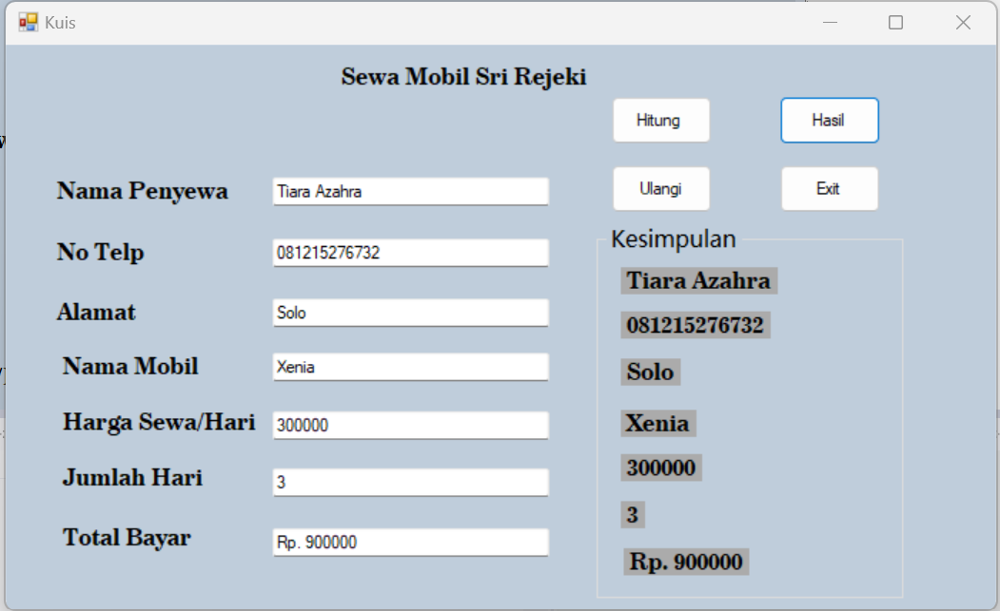 Kuis
Sewa Mobil Sri Rejeki
Hitung
Hasil
Ulangi
Exit
Nama Penyewa
Tiara Azahra
No Telp
081215276732
Alamat
Solo
Nama Mobil
Xenia
Harga Sewa/Hari
300000
Jumlah Hari
3
Total Bayar
Rp. 900000
Kesimpulan
Tiara Azahra
081215276732
Solo
Xenia
300000
3
Rp. 900000